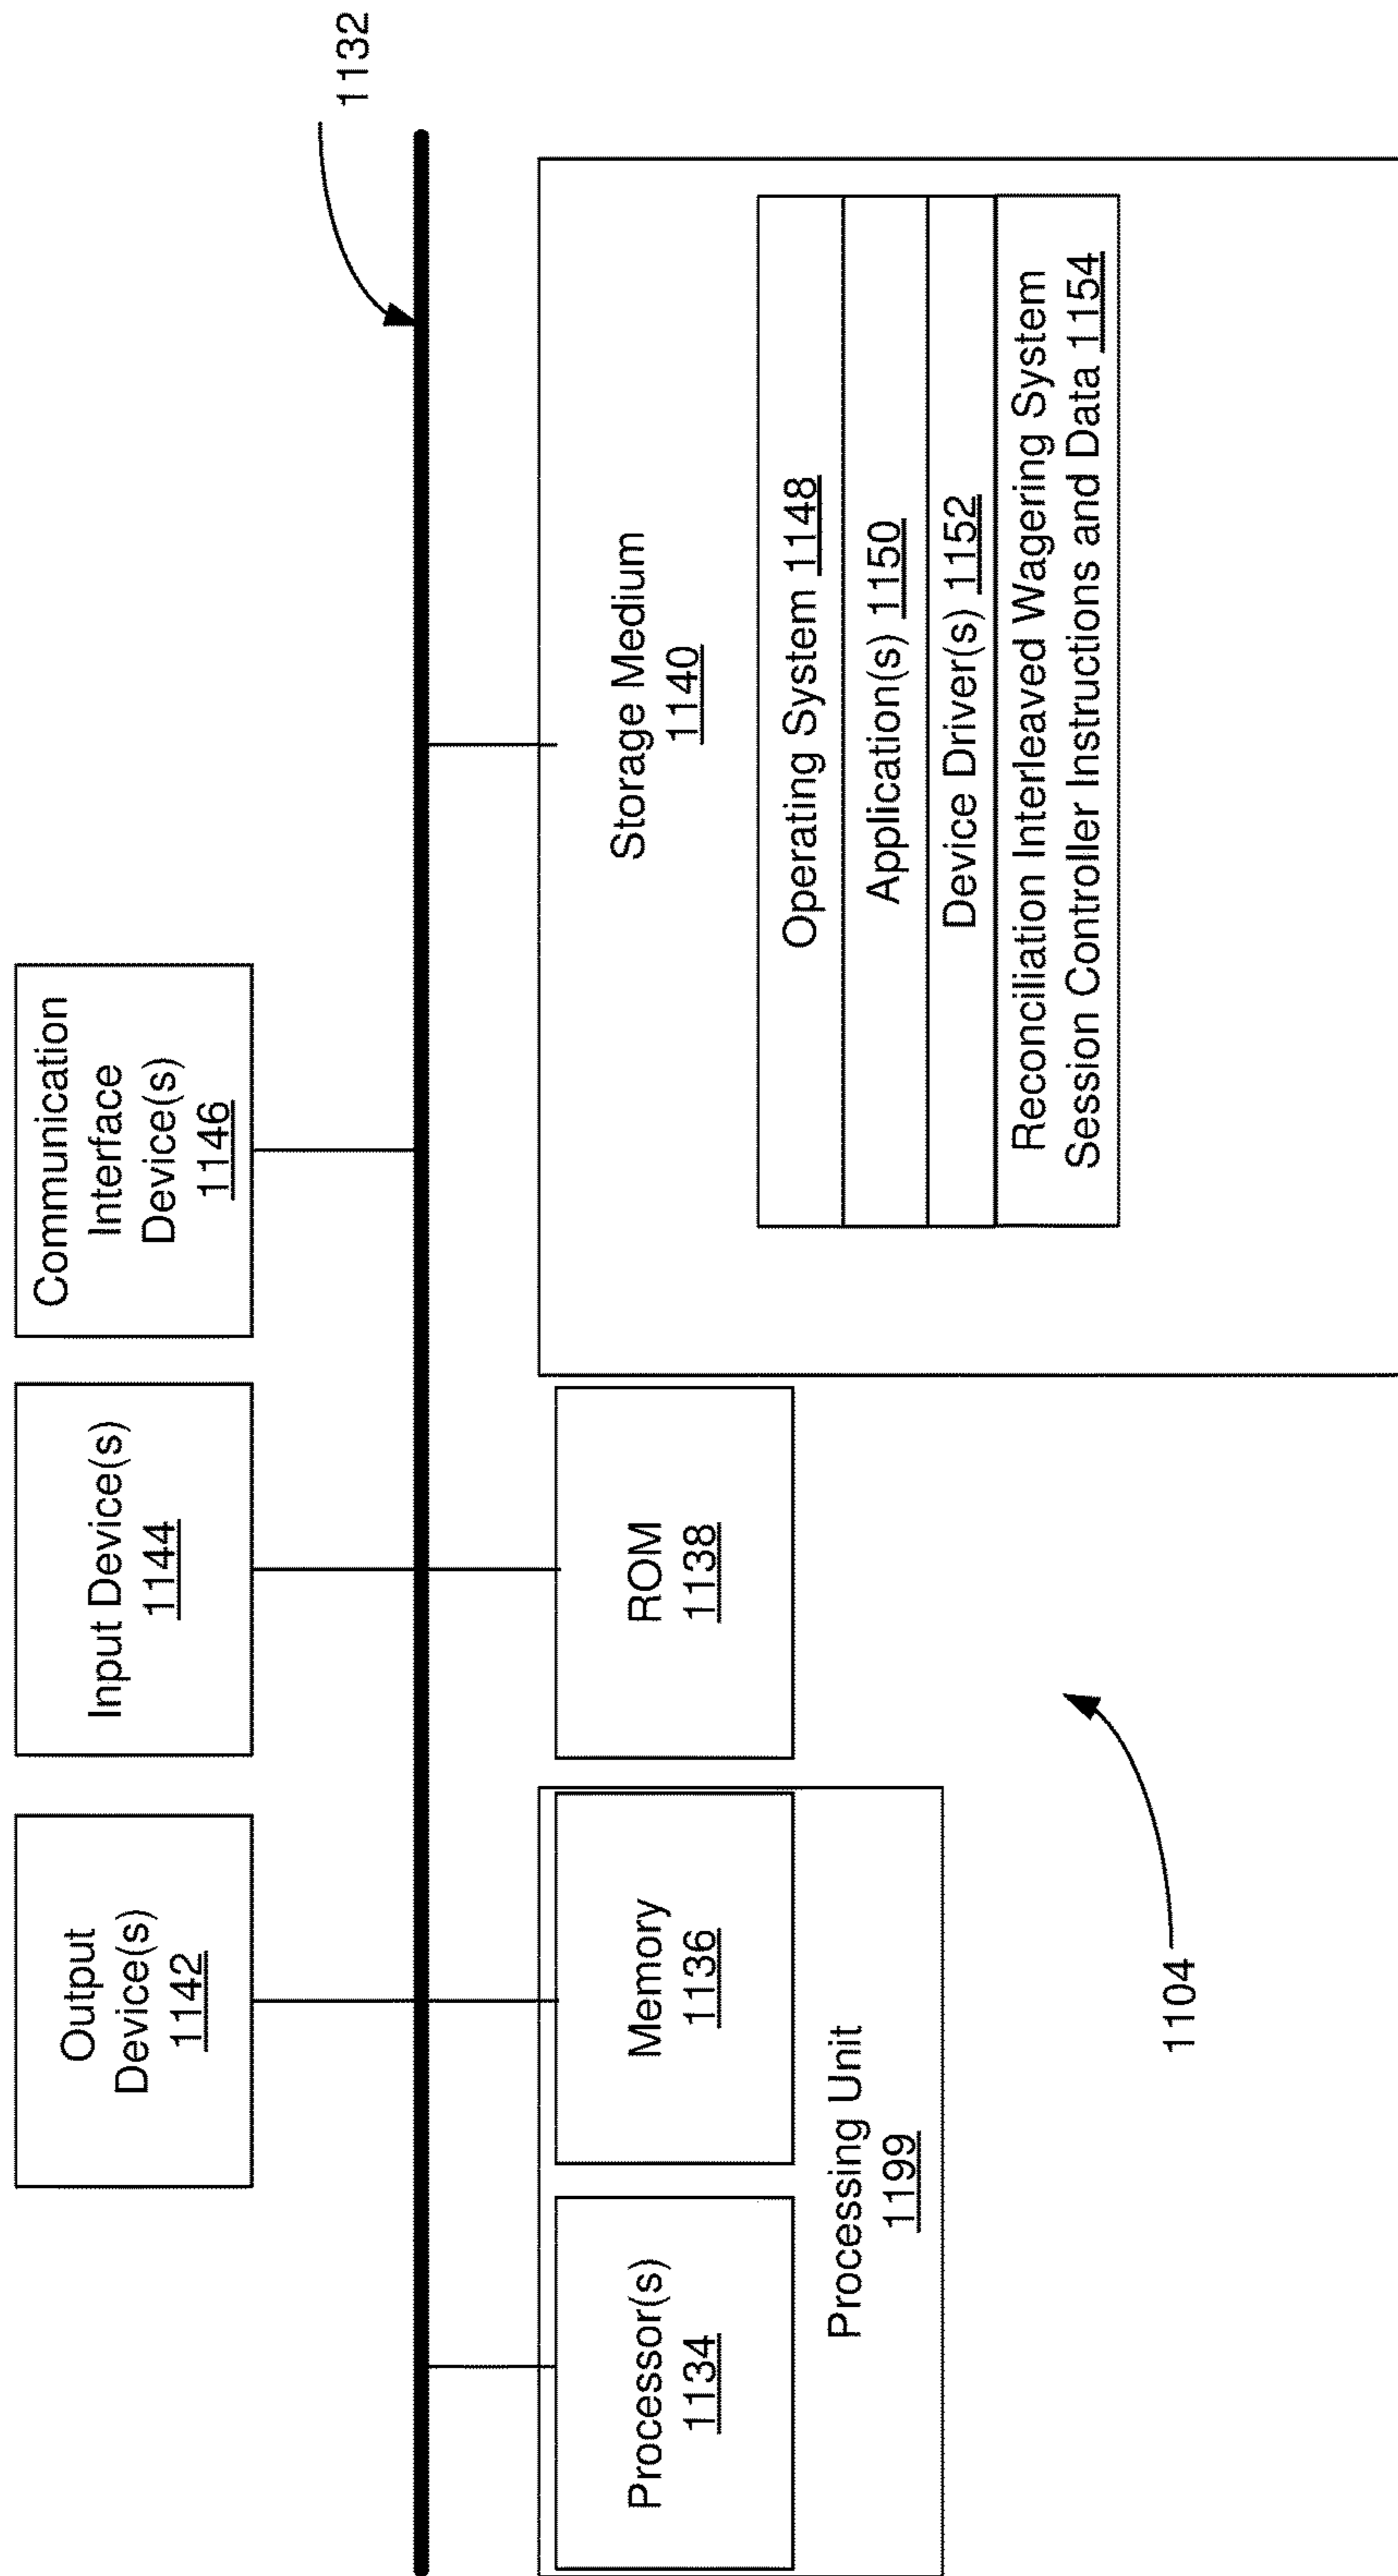 1132
Output
Device(s)
1142
Input Device(s)
1144
Communication
Interface
Device(s)
1146
Processor(s)
1134
Memory
1136
Processing Unit
1199
ROM
1138
Storage Medium
1140
Operating System 1148
Application(s) 1150
Device Driver(s) 1152
Reconciliation Interleaved Wagering System
Session Controller Instructions and Data 1154
1104